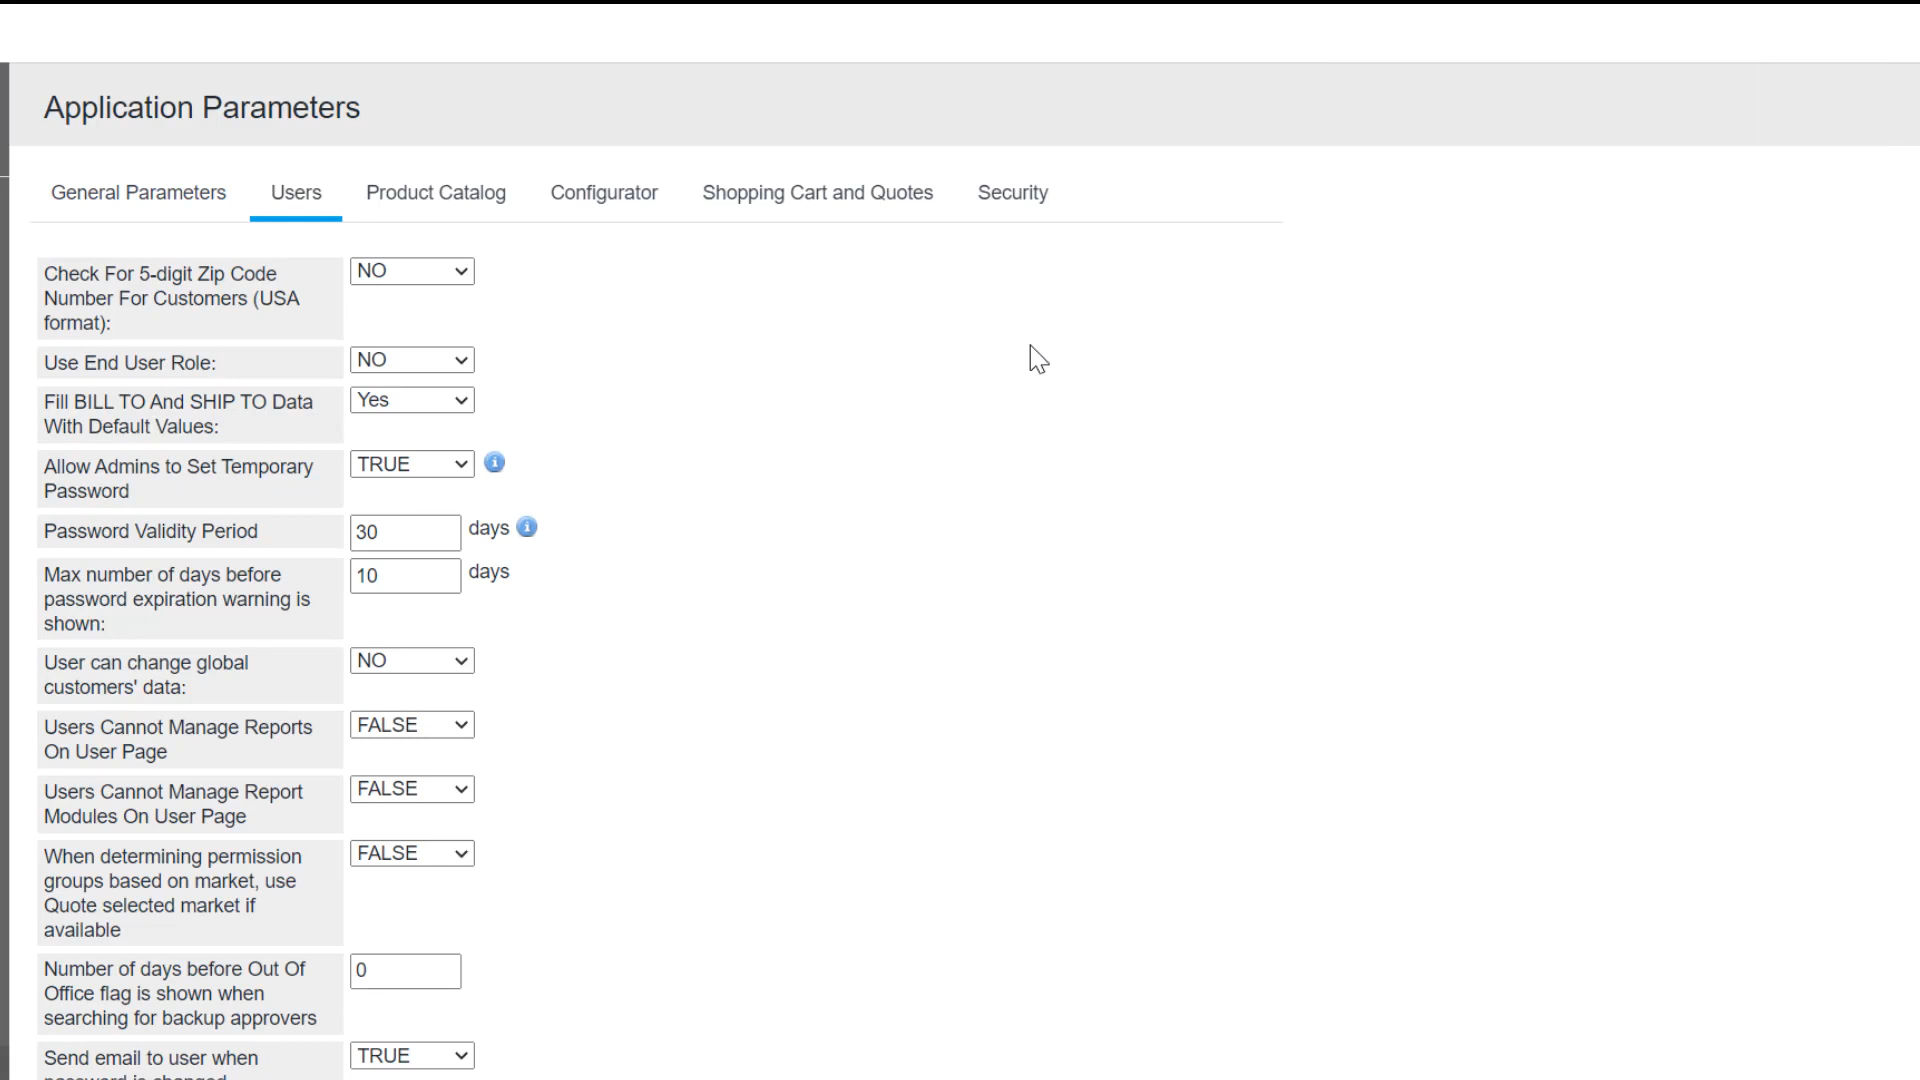 Application Parameters
General Parameters Users Product Catalog Configurator Shopping Cart and Quotes Security
Check For 5-digit Zip Code NO
Number For Customers (USA
format):
Use End User Role: NO
Fill BILL TO And SHIP TO Data Yes
With Default Values:
Allow Admins to Set Temporary TRUE
Password
Password Validity Period 30 days
Max number of days before 10 days
password expiration warning is
shown:
User can change global NO
customers' data:
Users Cannot Manage Reports FALSE
On User Page
Users Cannot Manage Report FALSE
Modules On User Page
When determining permission FALSE
groups based on market, use
Quote selected market if
available
Number of days before Out Of 0
Office flag is shown when
searching for backup approvers
Send email to user when TRUE
password is changed